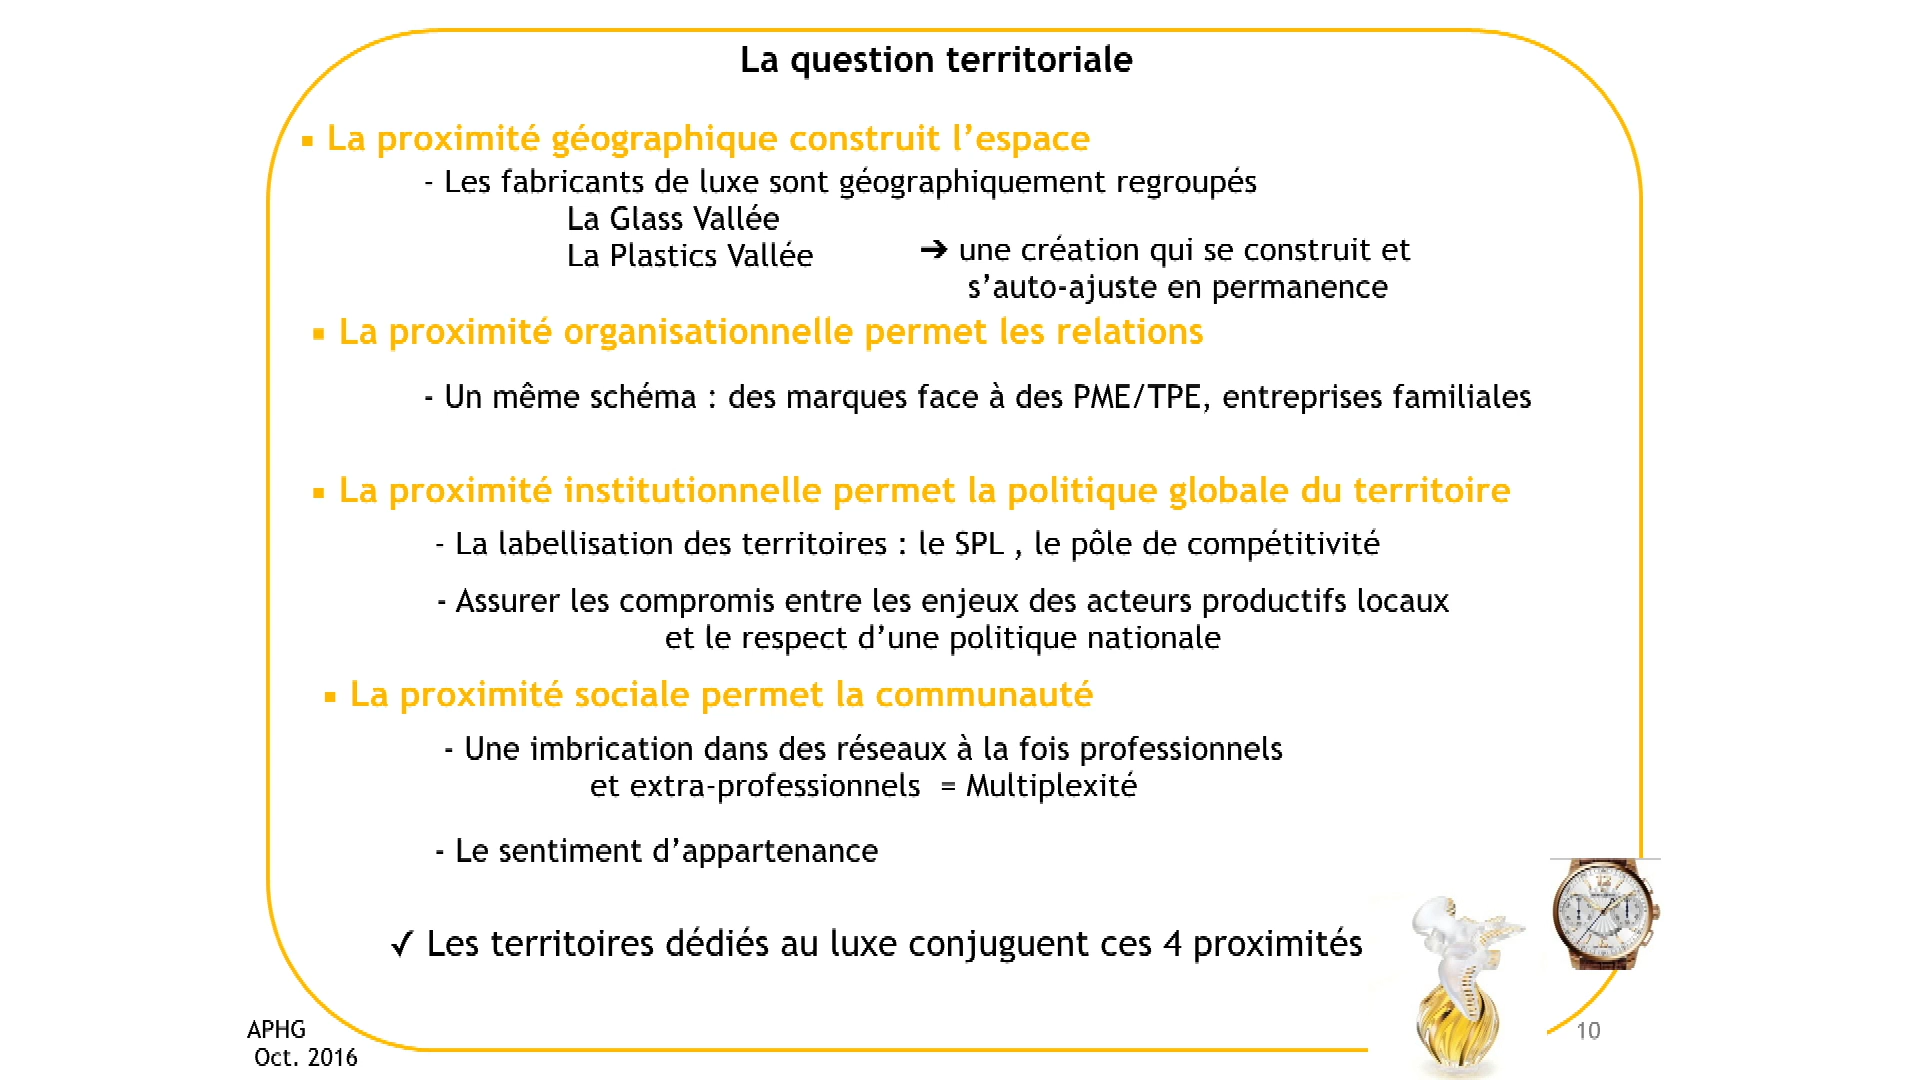 La question territoriale
▪ La proximité géographique construit l’espace
- Les fabricants de luxe sont géographiquement regroupés
La Glass Vallée
La Plastics Vallée
➔ une création qui se construit et
s’auto-ajuste en permanence
▪ La proximité organisationnelle permet les relations
- Un même schéma : des marques face à des PME/TPE, entreprises familiales
▪ La proximité institutionnelle permet la politique globale du territoire
- La labellisation des territoires : le SPL , le pôle de compétitivité
- Assurer les compromis entre les enjeux des acteurs productifs locaux
et le respect d’une politique nationale
▪ La proximité sociale permet la communauté
- Une imbrication dans des réseaux à la fois professionnels
et extra-professionnels = Multiplexité
- Le sentiment d’appartenance
✓ Les territoires dédiés au luxe conjuguent ces 4 proximités
APHG
Oct. 2016
10